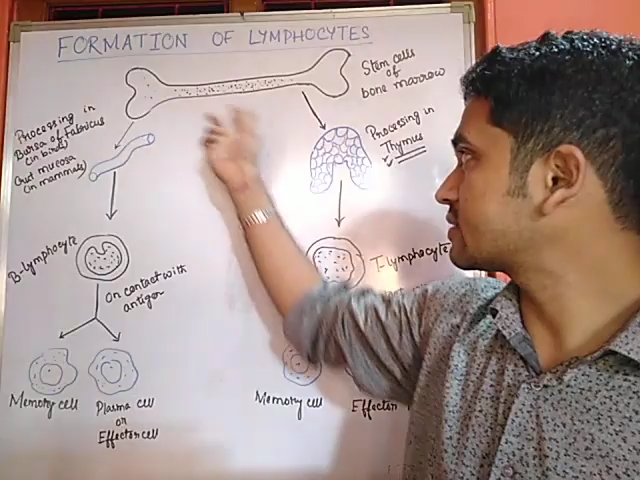 FORMATION OF LYMPHOCYTES
Stem cells
of
bone marrow
Processing in
Bursa of Fabricus
(in birds)
Gut mucosa
(in mammals)
Processing in
Thymus
B-lymphocyte
T-lymphocyte
On contact with
antigen
Memory cell
Plasma cell
or
Effector cell
Memory cell
Effector